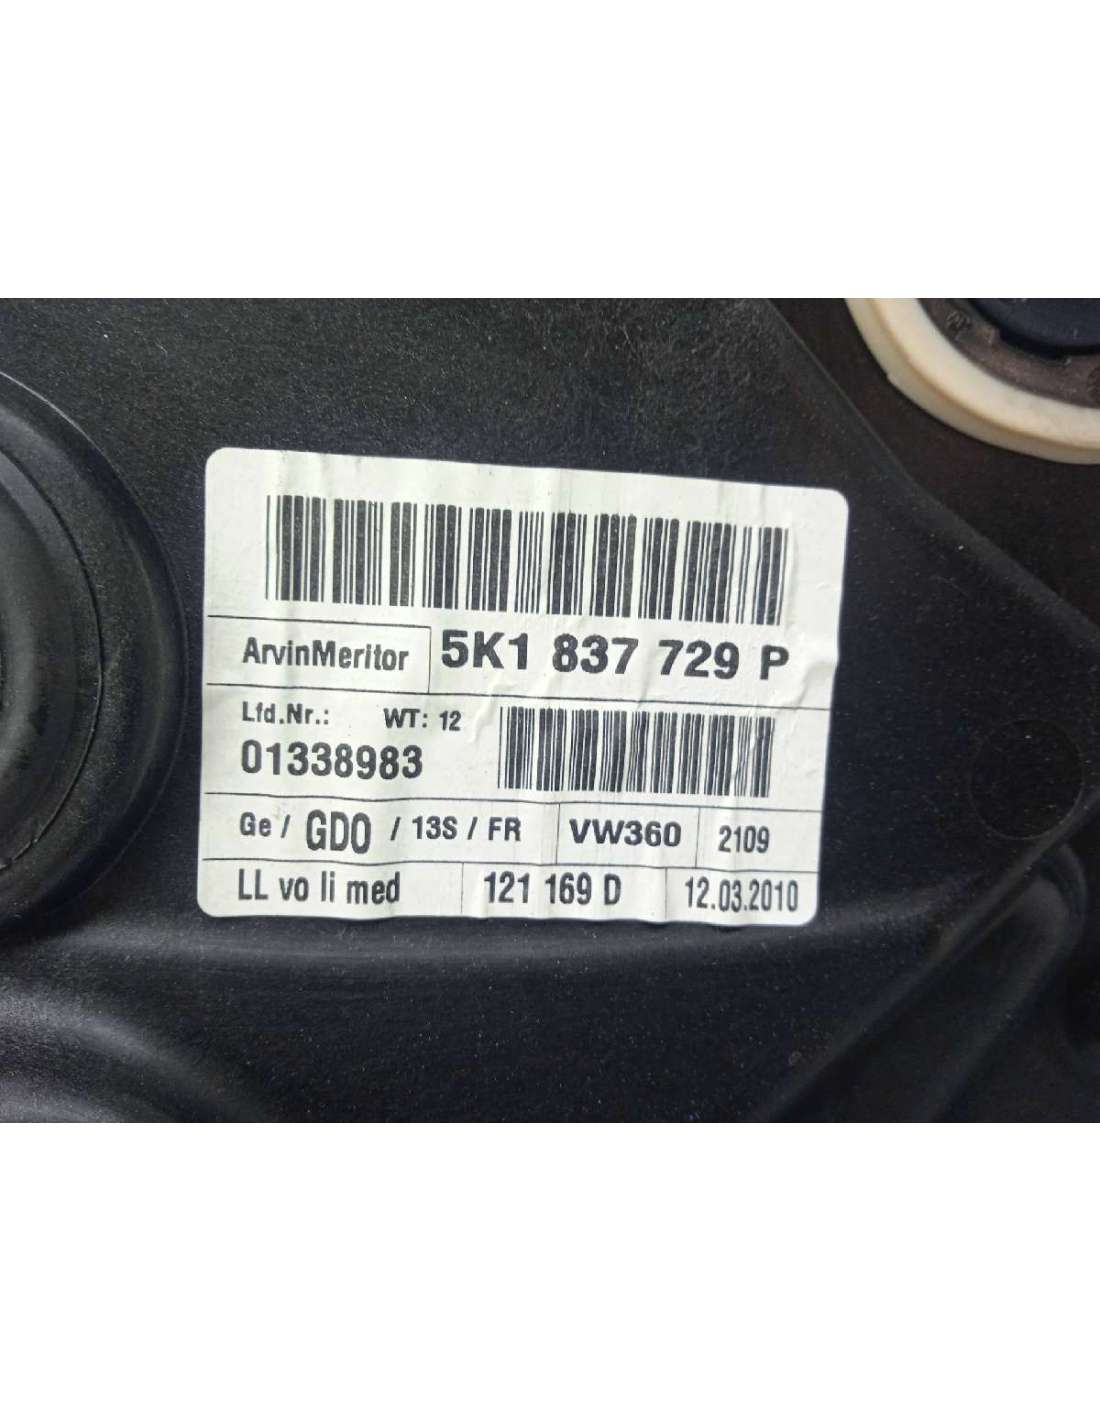 ArvinMeritor 5K1 837 729 P
Lfd.Nr.: WT: 12
01338983
Ge / GDO / 13S / FR VW360 2109
LL vo li med 121 169 D 12.03.2010